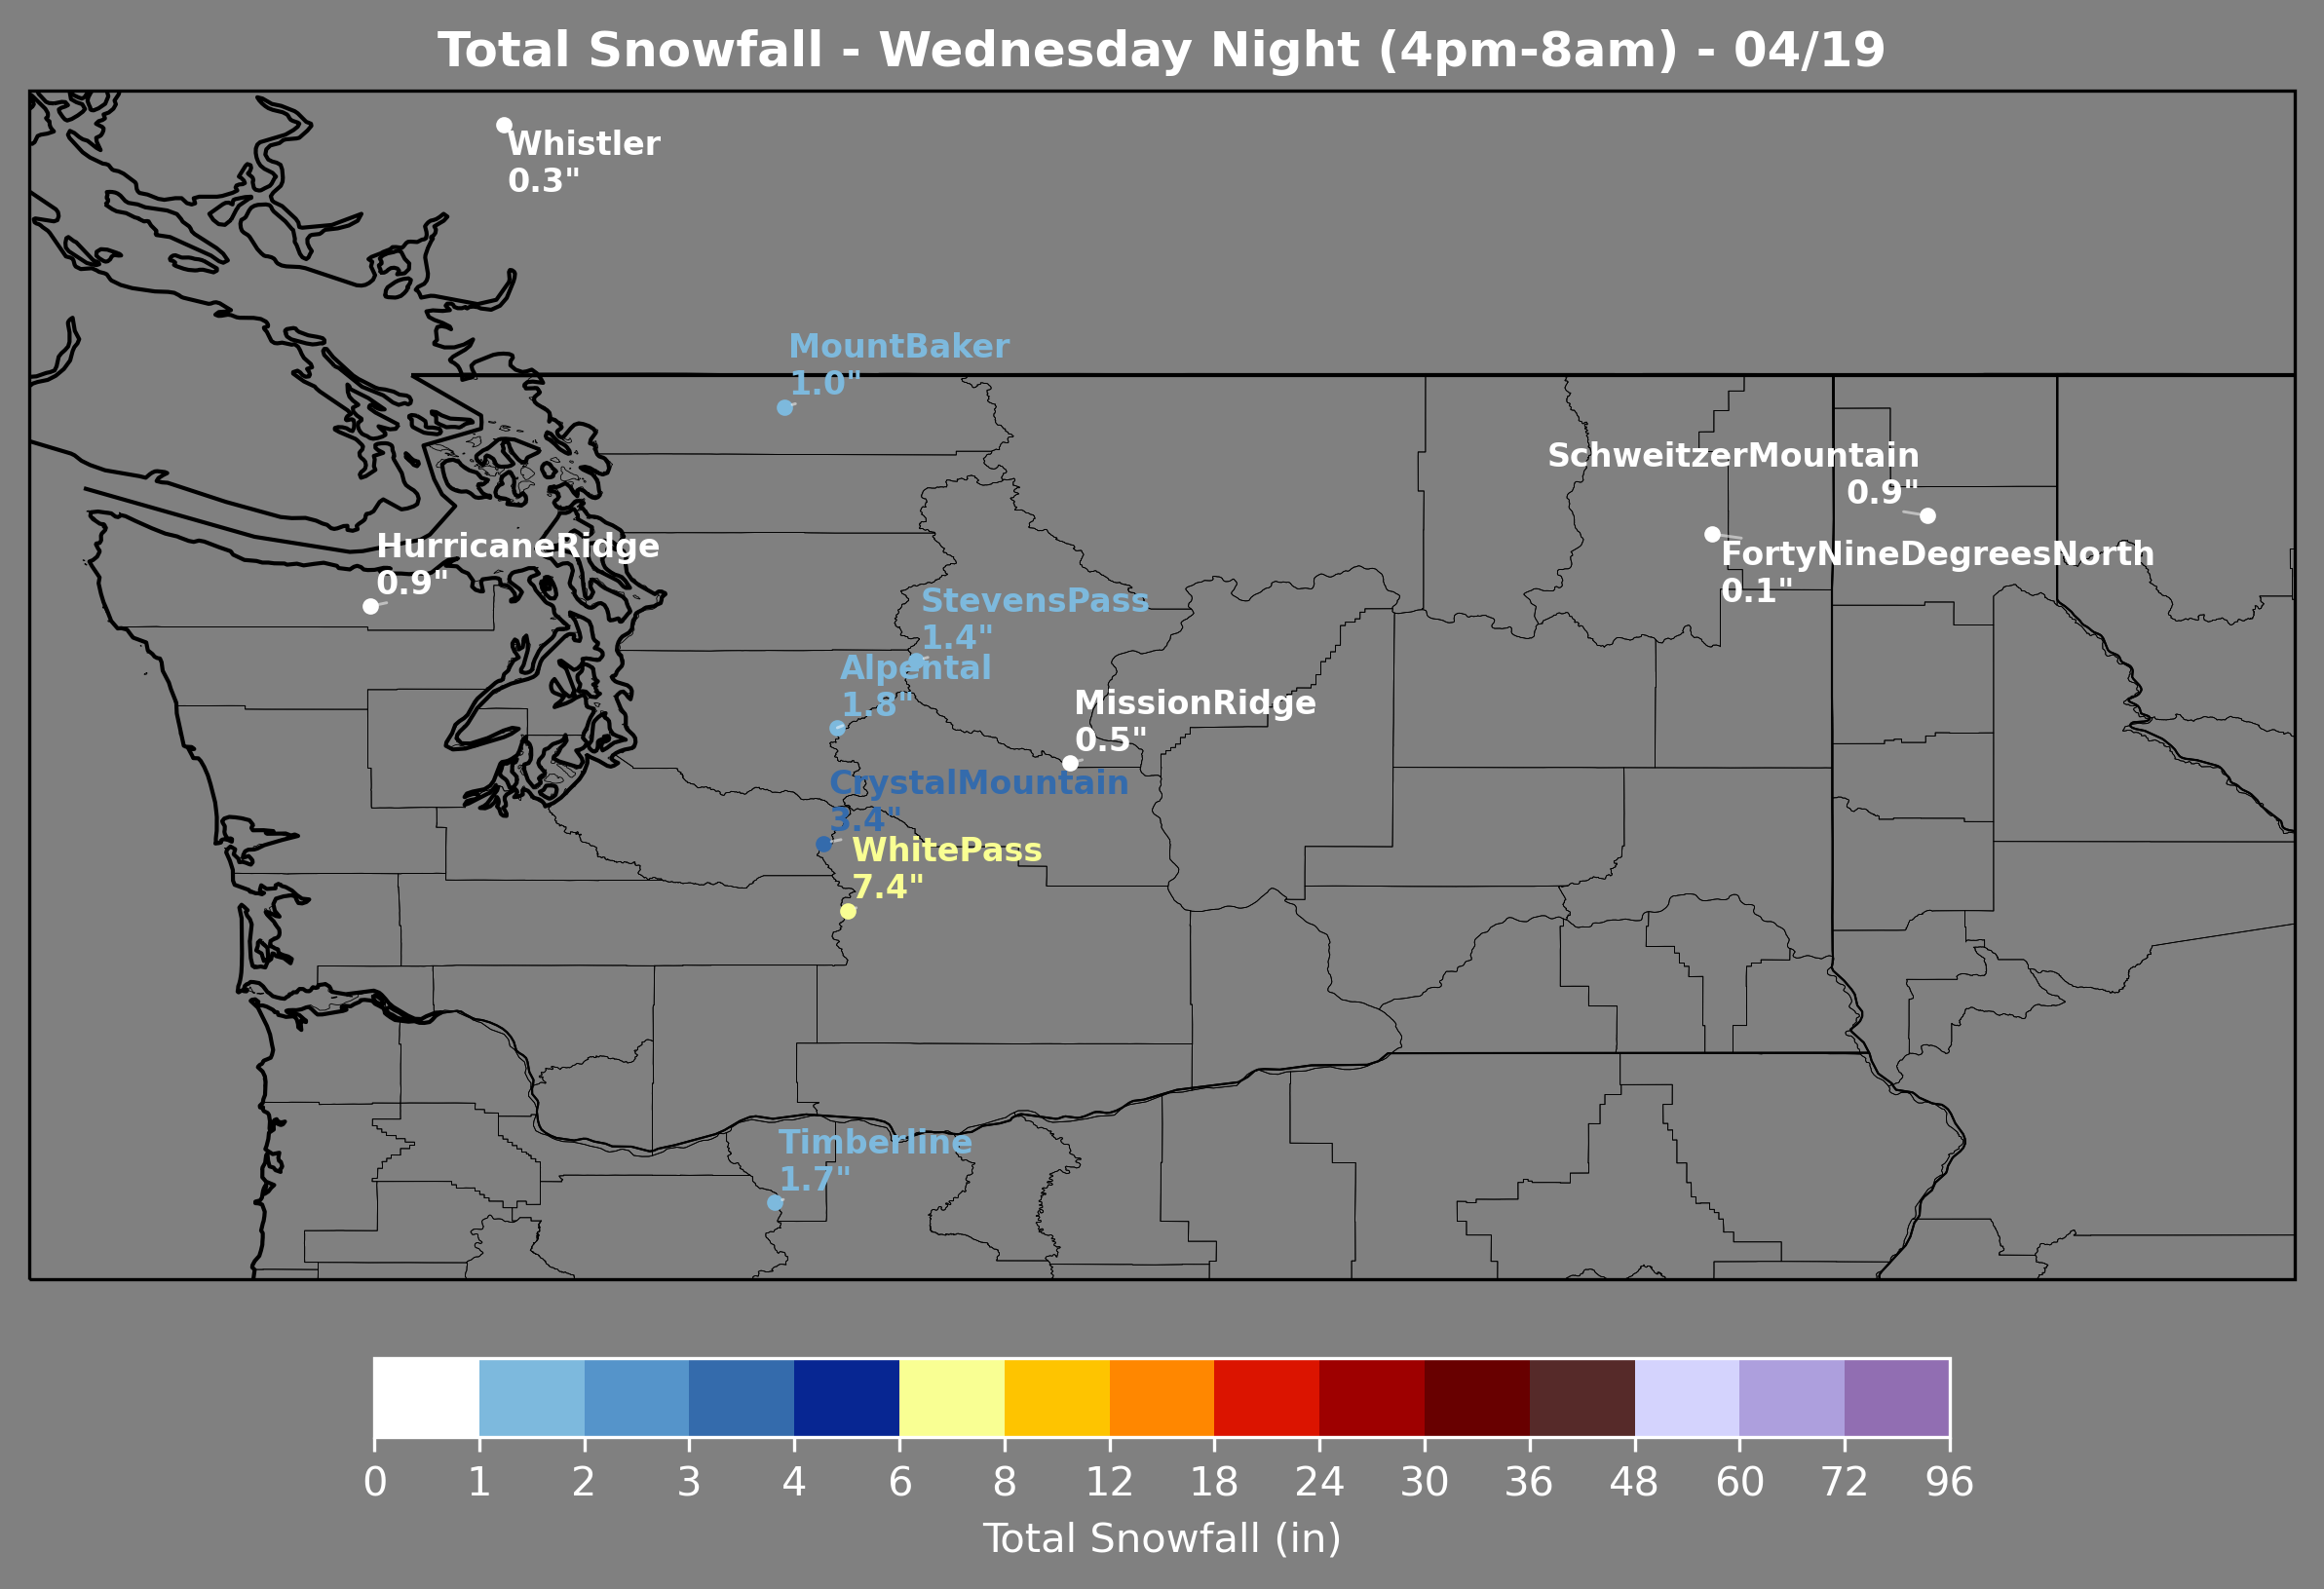 Total Snowfall - Wednesday Night (4pm-8am) - 04/19
Whistler
0.3"
MountBaker
1.0"
SchweitzerMountain
0.9"
HurricaneRidge
0.9"
FortyNineDegreesNorth
0.1"
StevensPass
1.4"
Alpental
1.8"
MissionRidge
0.5"
CrystalMountain
3.4"
WhitePass
7.4"
Timberline
1.7"
0 1 2 3 4 6 8 12 18 24 30 36 48 60 72 96
Total Snowfall (in)